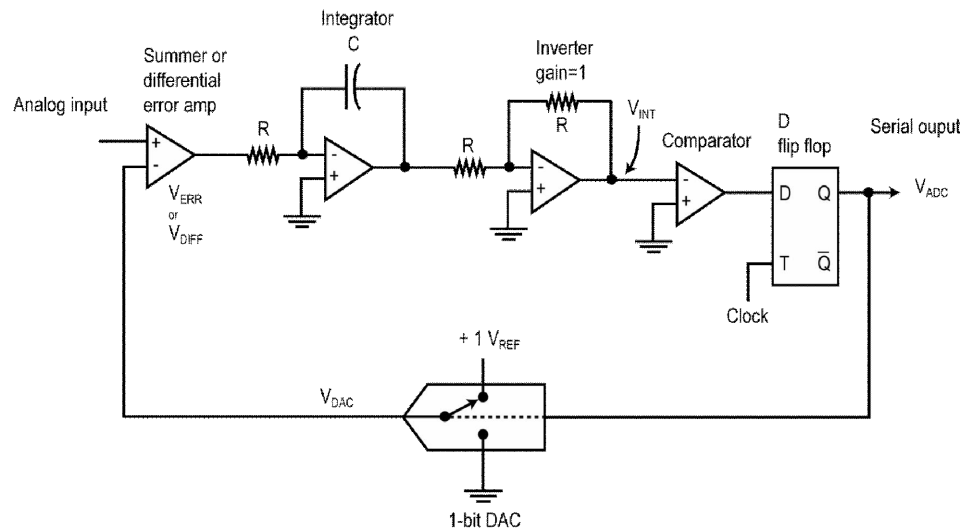 Integrator
C
Summer or
differential
error amp
Analog input
Inverter
gain=1
R
R
R
V_INT
Comparator
D
flip flop
Serial ouput
+
-
-
+
-
+
-
+
D Q
V_ADC
V_ERR
or
V_DIFF
T Q̅
Clock
+ 1 V_REF
V_DAC
1-bit DAC